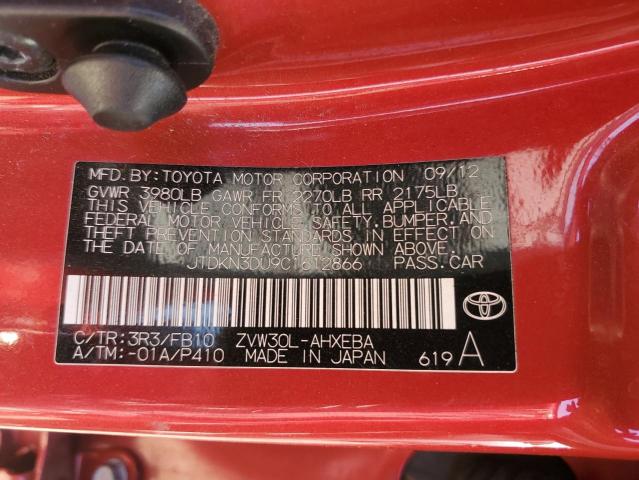 MFD. BY: TOYOTA MOTOR CORPORATION 09/12
GVWR 3980LB GAWR FR 2270LB RR 2175LB
THIS VEHICLE CONFORMS TO ALL APPLICABLE
FEDERAL MOTOR VEHICLE SAFETY, BUMPER, AND
THEFT PREVENTION STANDARDS IN EFFECT ON
THE DATE OF MANUFACTURE SHOWN ABOVE.
JTDKN3DU9C1612866 PASS. CAR
C/TR: 3R3/FB10 ZVW30L-AHXEBA
A/TM: -01A/P410 MADE IN JAPAN 619 A